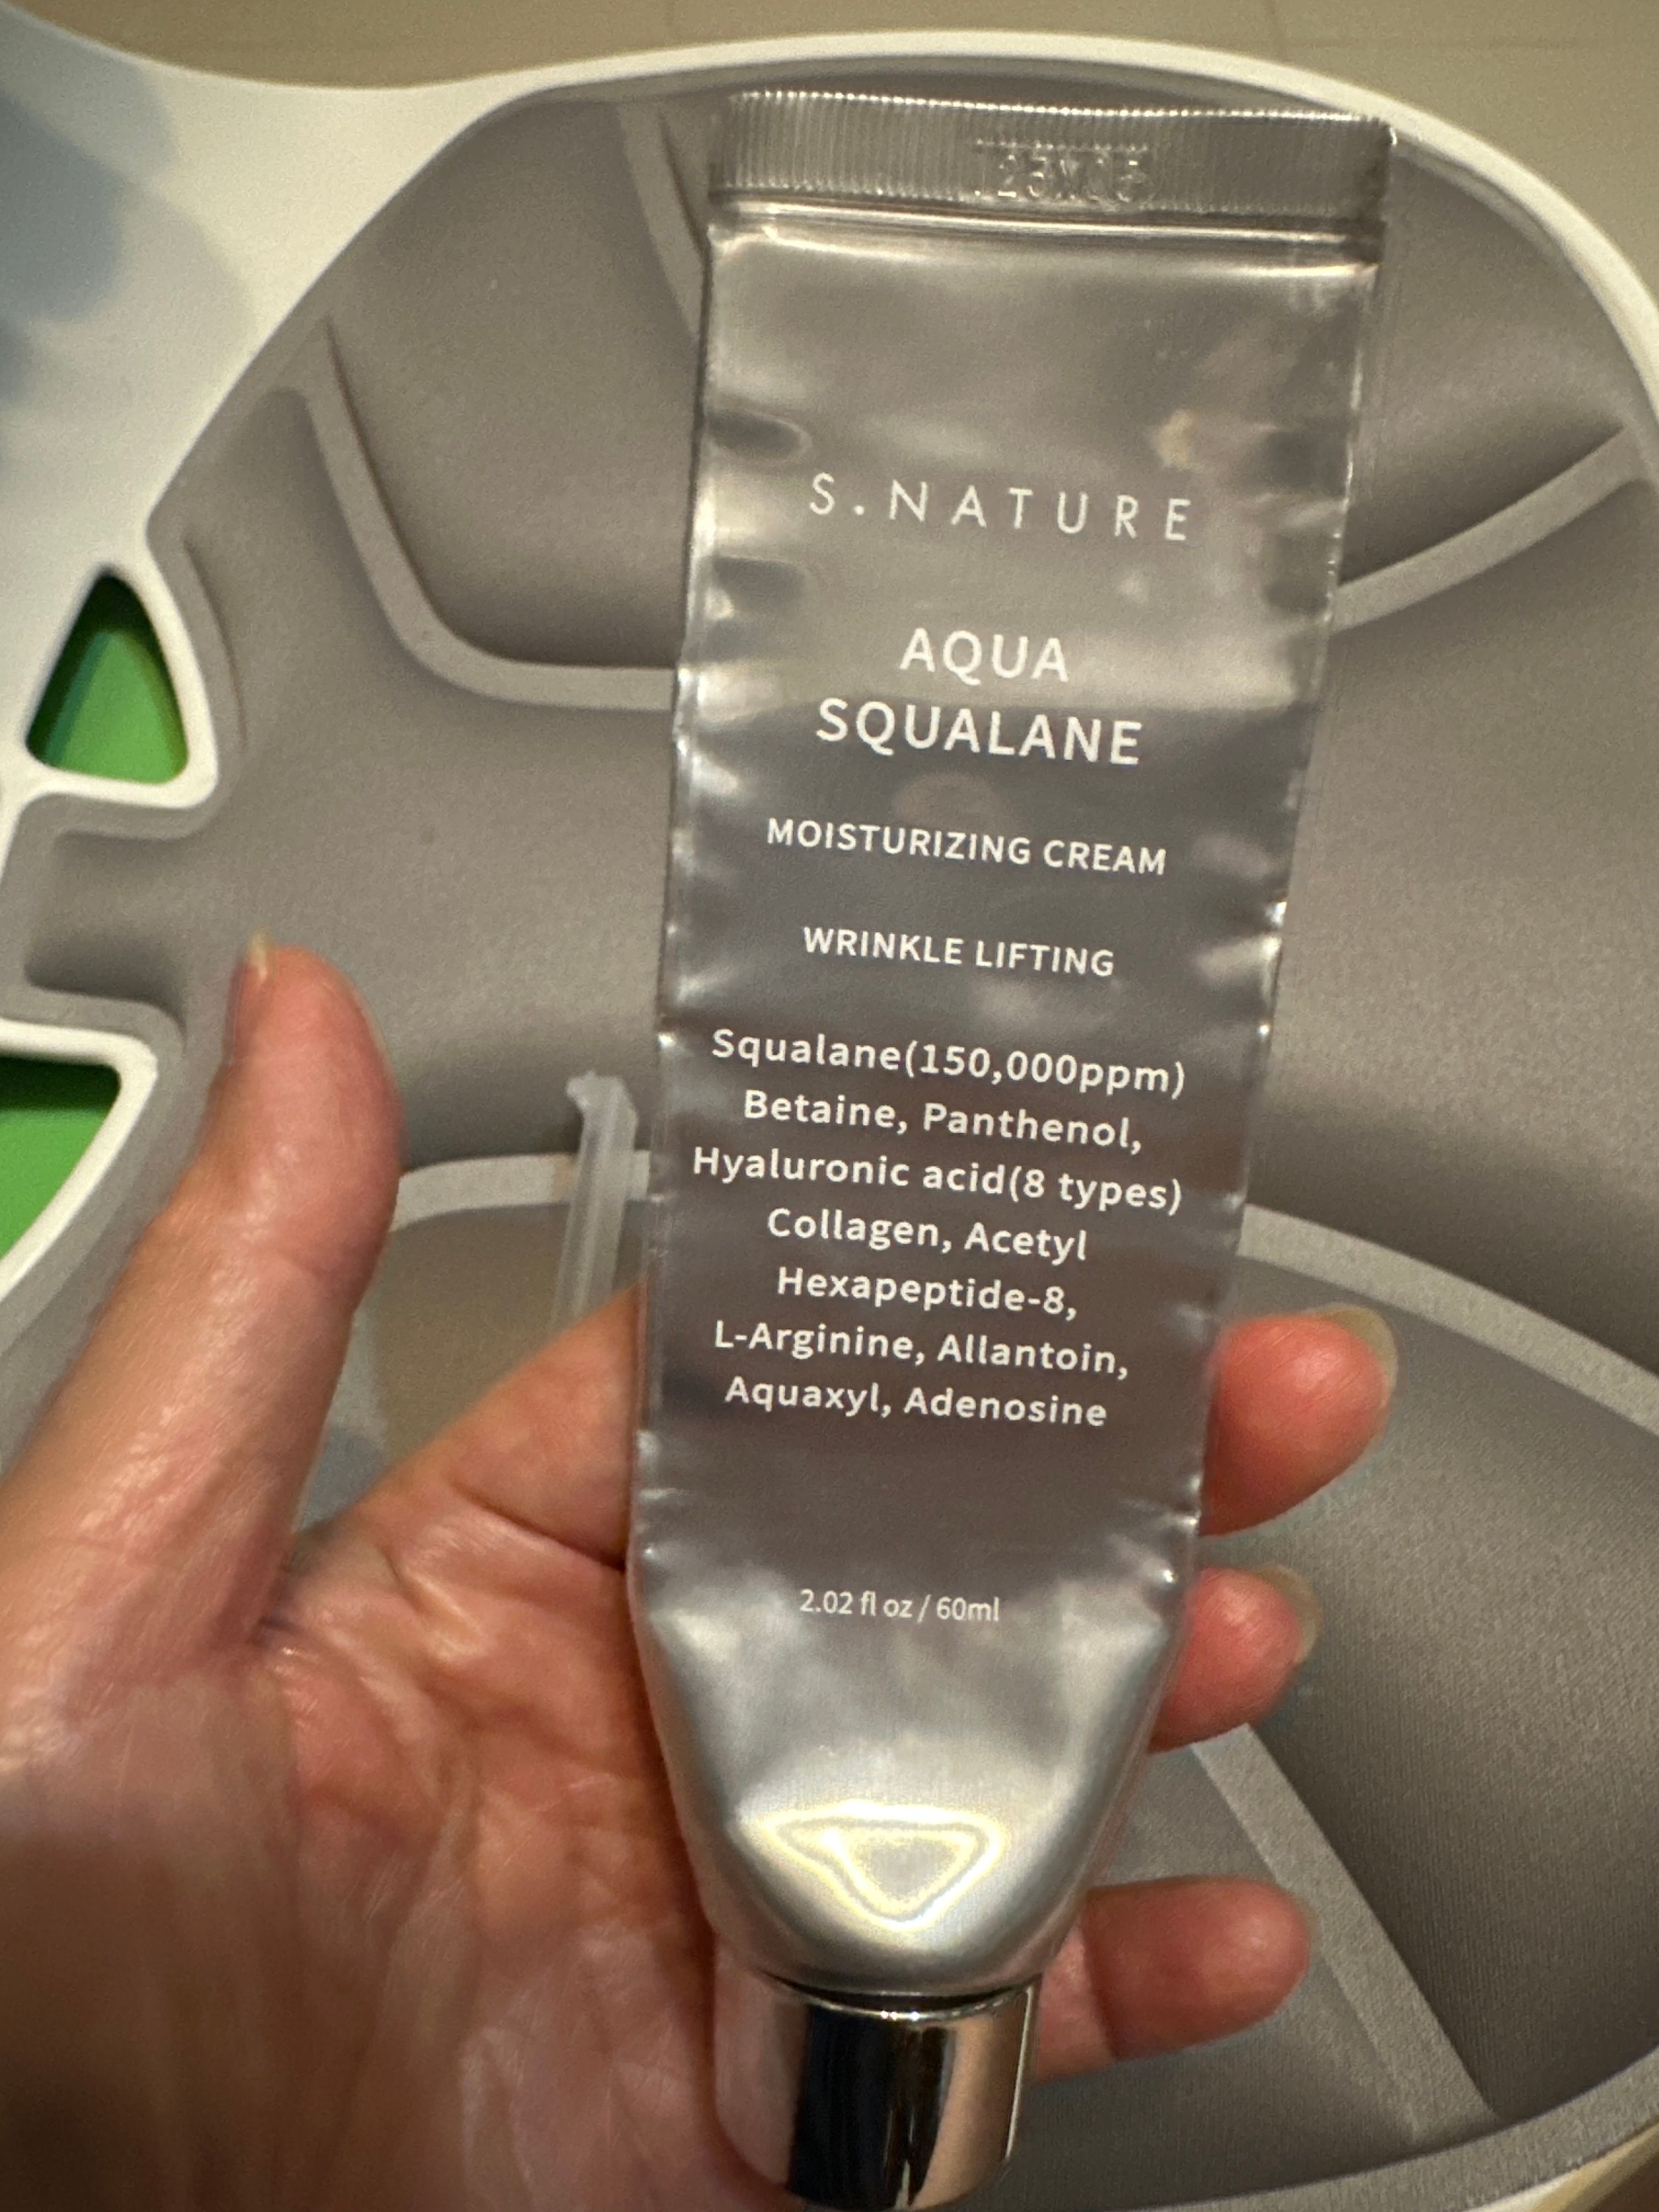 S.NATURE
AQUA
SQUALANE
MOISTURIZING CREAM
WRINKLE LIFTING
Squalane(150,000ppm)
Betaine, Panthenol,
Hyaluronic acid(8 types)
Collagen, Acetyl
Hexapeptide-8,
L-Arginine, Allantoin,
Aquaxyl, Adenosine
2.02 fl oz / 60ml